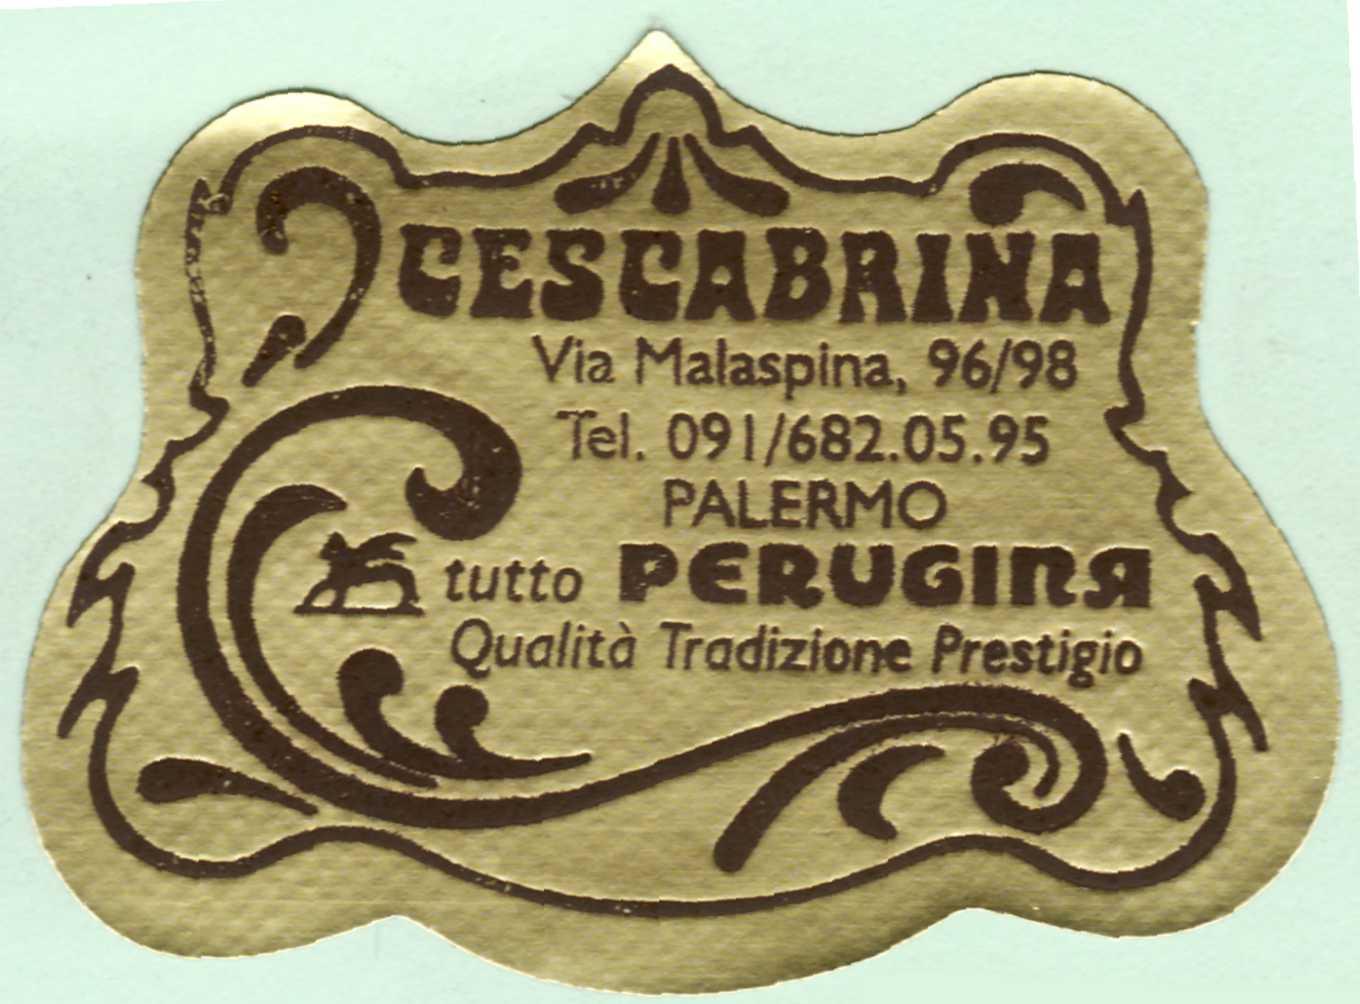 CESCABRINA
Via Malaspina, 96/98
Tel. 091/682.05.95
PALERMO
tutto PERUGINA
Qualità Tradizione Prestigio